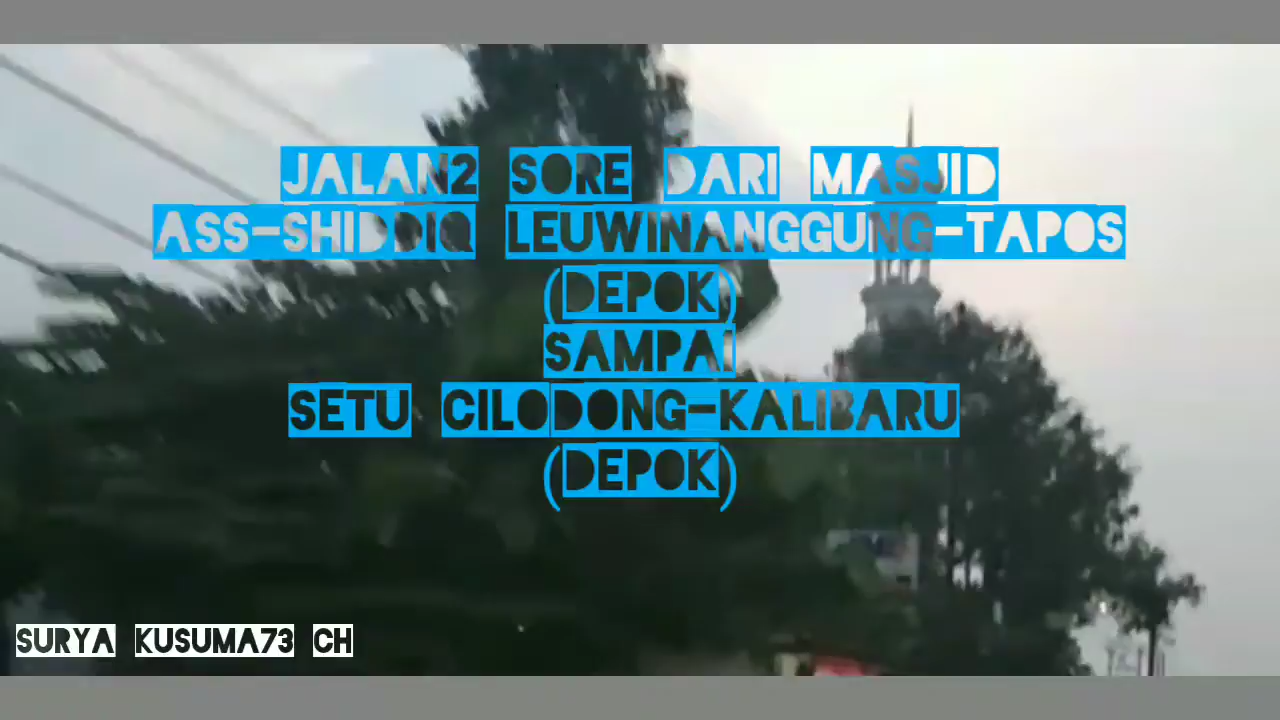 JALAN2 SORE DARI MASJID
ASS-SHIDDIQ LEUWINANGGUNG-TAPOS
(DEPOK)
SAMPAI
SETU CILODONG-KALIBARU
(DEPOK)
SURYA KUSUMA73 CH